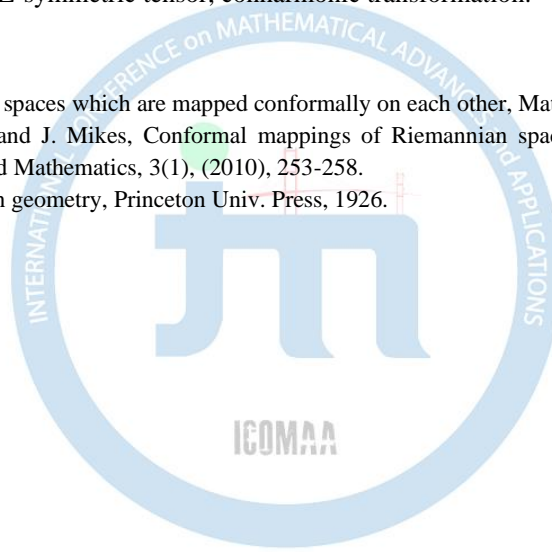 E-symmetric tensor, conharmonic transformation.
spaces which are mapped conformally on each other, Mat
and J. Mikes, Conformal mappings of Riemannian spac
d Mathematics, 3(1), (2010), 253-258.
n geometry, Princeton Univ. Press, 1926.
INTERNATIONAL CONFERENCE on MATHEMATICAL ADVANCES and APPLICATIONS
ICOMAA